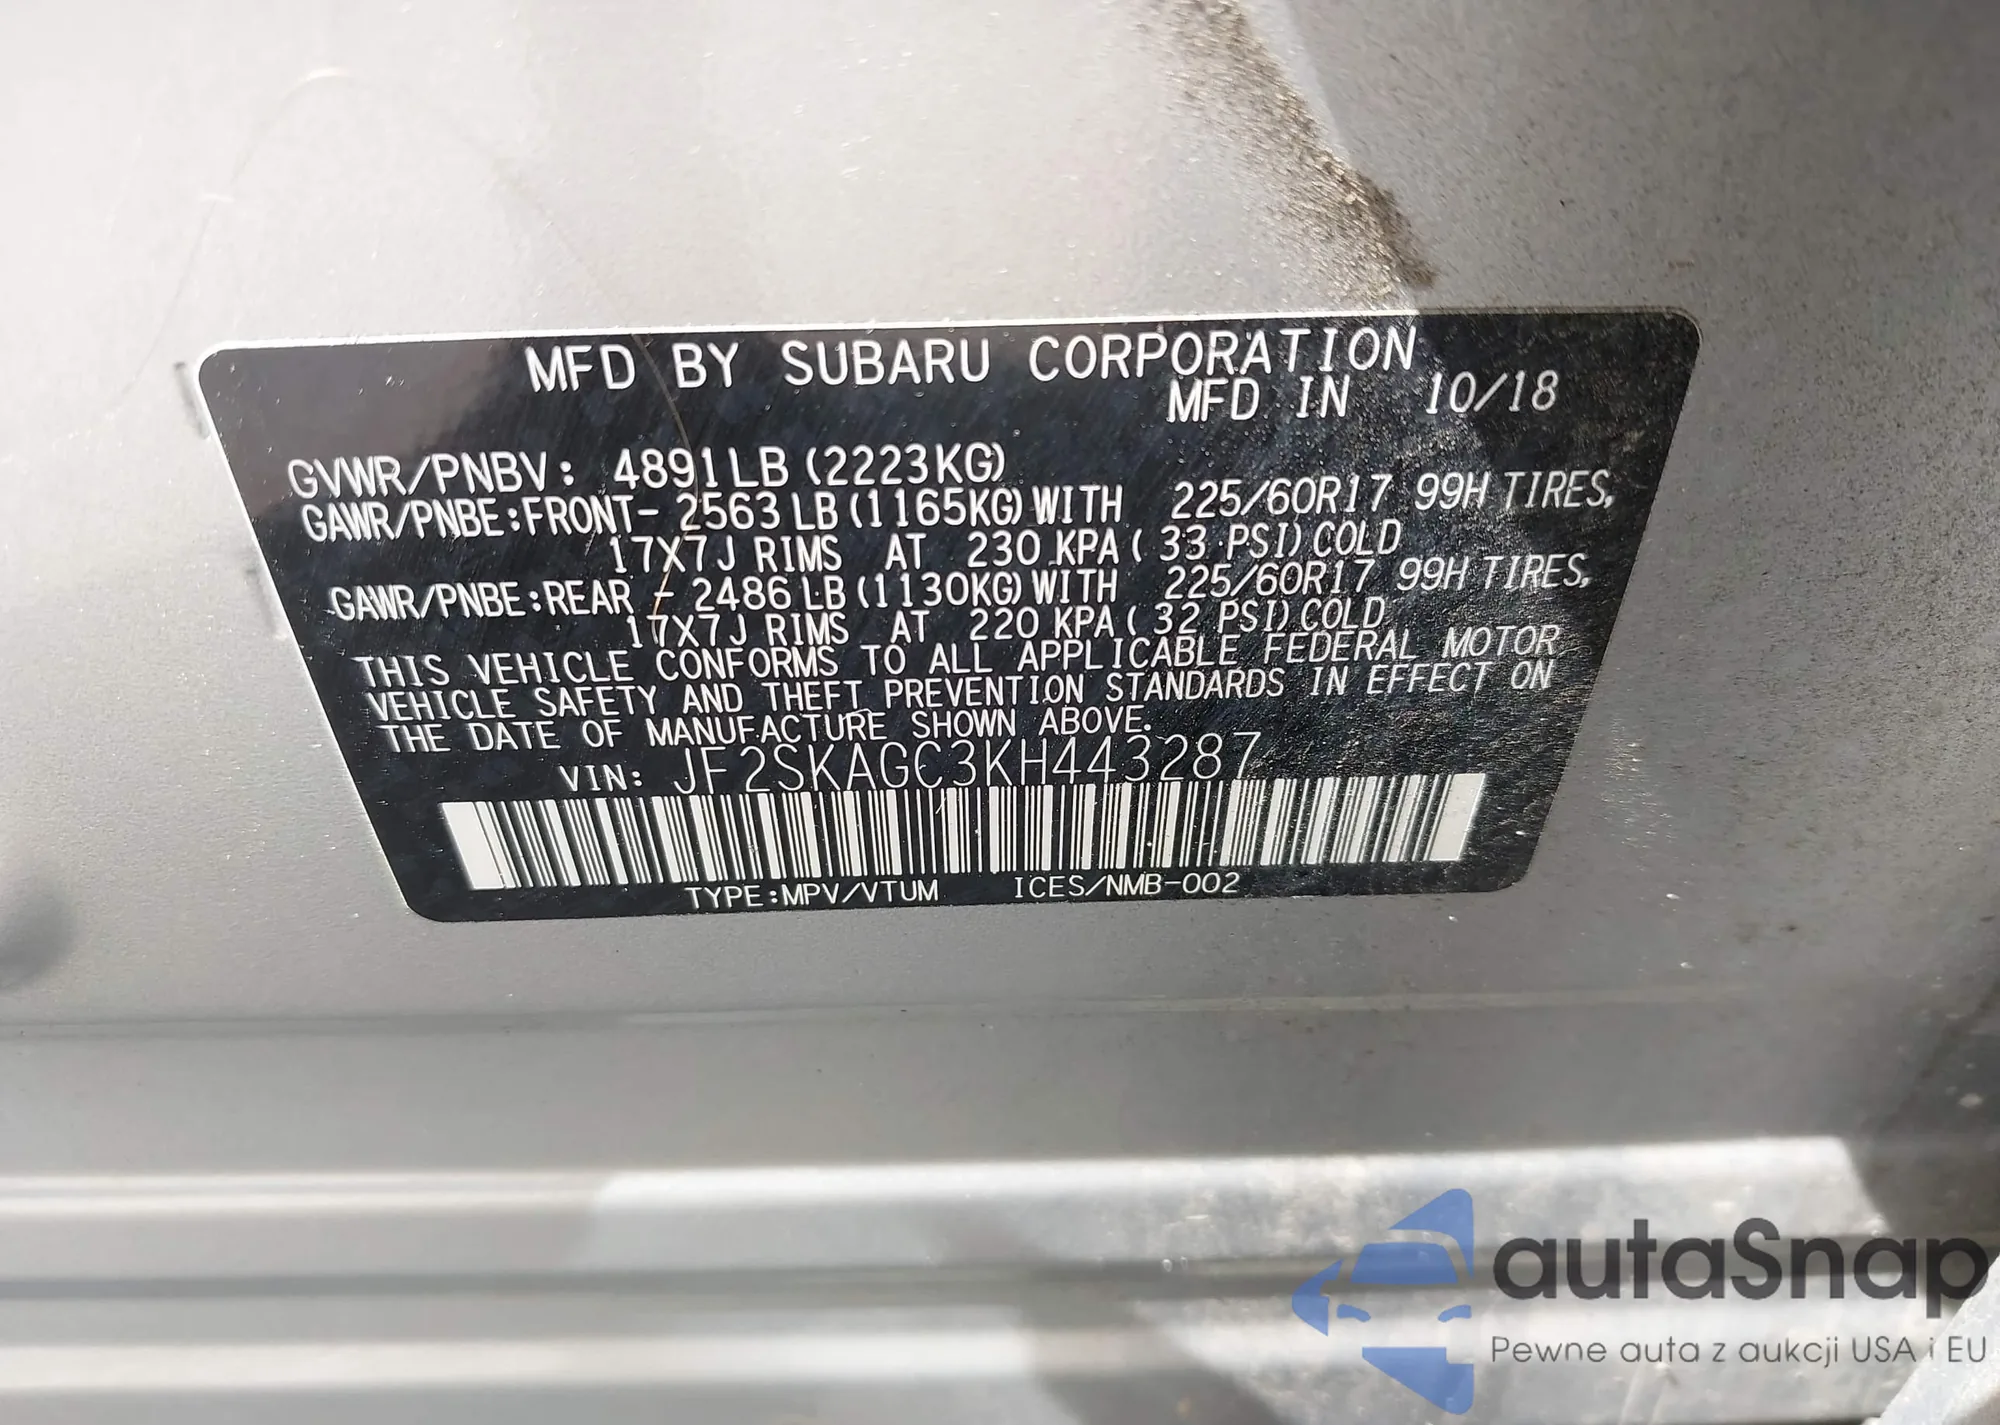 MFD BY SUBARU CORPORATION
MFD IN 10/18
GVWR/PNBV: 4891LB (2223KG)
GAWR/PNBE:FRONT- 2563LB (1165KG) WITH 225/60R17 99H TIRES,
17X7J RIMS AT 230 KPA ( 33 PSI) COLD
GAWR/PNBE:REAR - 2486LB (1130KG) WITH 225/60R17 99H TIRES,
17X7J RIMS AT 220 KPA ( 32 PSI) COLD
THIS VEHICLE CONFORMS TO ALL APPLICABLE FEDERAL MOTOR
VEHICLE SAFETY AND THEFT PREVENTION STANDARDS IN EFFECT ON
THE DATE OF MANUFACTURE SHOWN ABOVE.
VIN: JF2SKAGC3KH443287
TYPE:MPV/VTUM ICES/NMB-002
autaSnap
Pewne auta z aukcji USA i EU